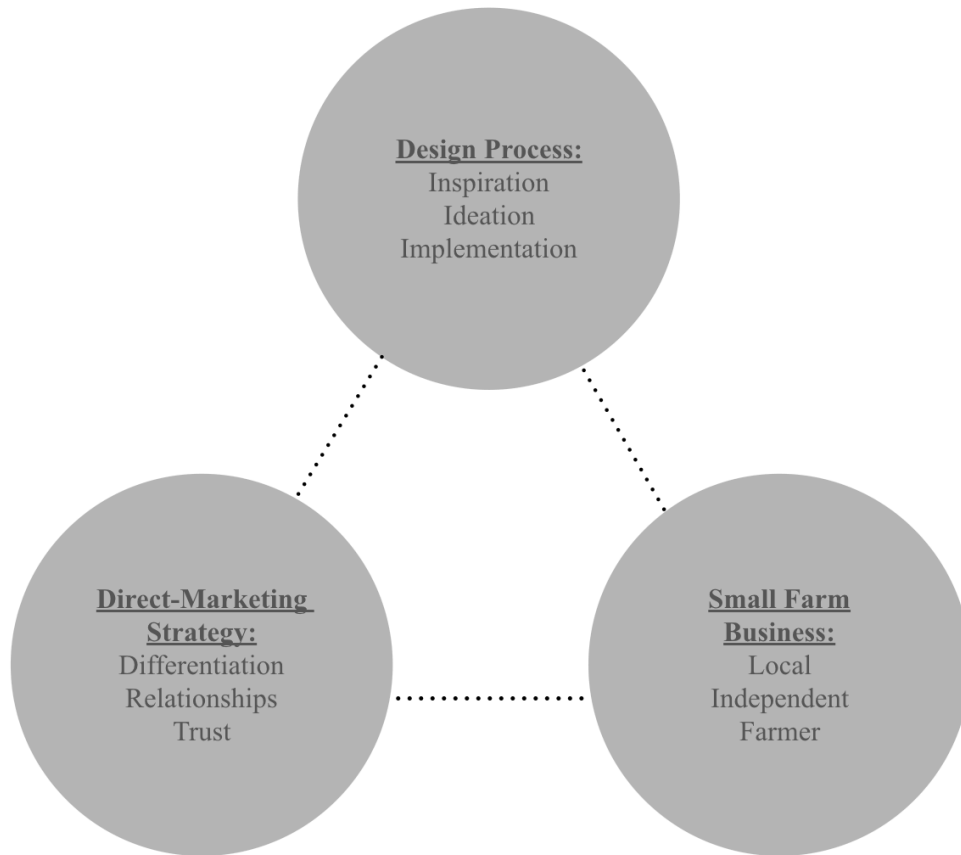 Design Process:
Inspiration
Ideation
Implementation
Direct-Marketing
Strategy:
Differentiation
Relationships
Trust
Small Farm
Business:
Local
Independent
Farmer